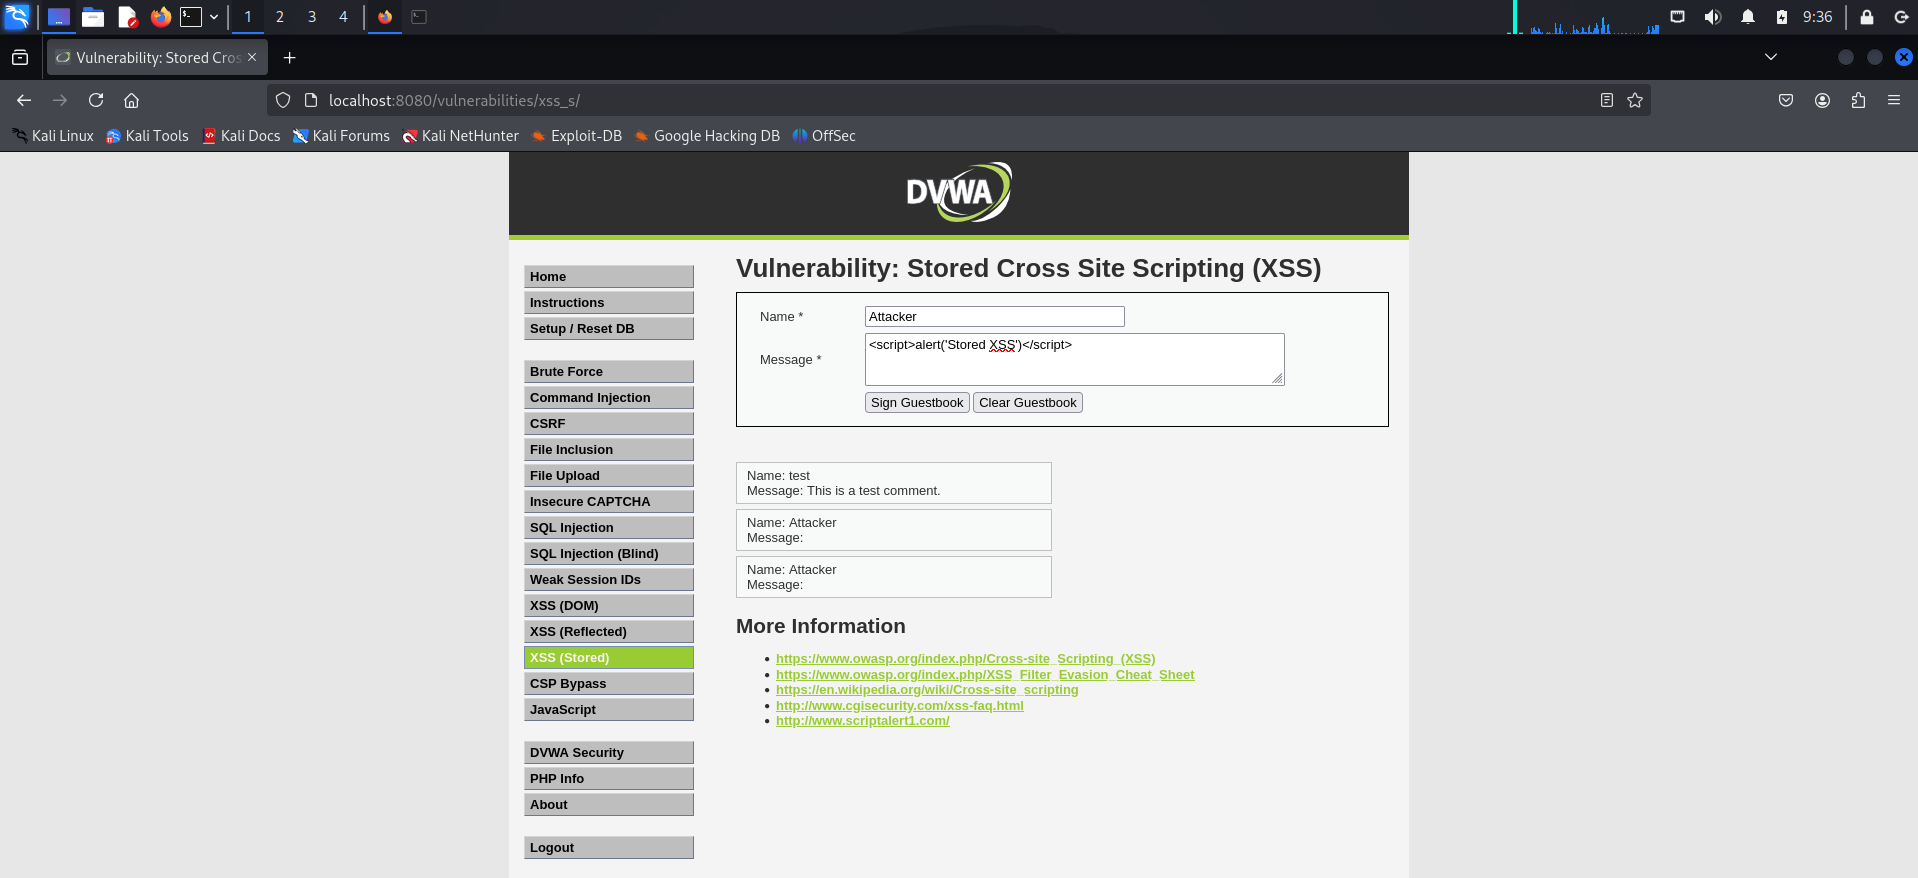 1 2 3 4 9:36
Vulnerability: Stored Cros
localhost:8080/vulnerabilities/xss_s/
Kali Linux Kali Tools Kali Docs Kali Forums Kali NetHunter Exploit-DB Google Hacking DB OffSec
DVWA
Home
Instructions
Setup / Reset DB
Brute Force
Command Injection
CSRF
File Inclusion
File Upload
Insecure CAPTCHA
SQL Injection
SQL Injection (Blind)
Weak Session IDs
XSS (DOM)
XSS (Reflected)
XSS (Stored)
CSP Bypass
JavaScript
DVWA Security
PHP Info
About
Logout
Vulnerability: Stored Cross Site Scripting (XSS)
Name * Attacker
Message * <script>alert('Stored XSS')</script>
Sign Guestbook Clear Guestbook
Name: test
Message: This is a test comment.
Name: Attacker
Message:
Name: Attacker
Message:
More Information
https://www.owasp.org/index.php/Cross-site_Scripting_(XSS)
https://www.owasp.org/index.php/XSS_Filter_Evasion_Cheat_Sheet
https://en.wikipedia.org/wiki/Cross-site_scripting
http://www.cgisecurity.com/xss-faq.html
http://www.scriptalert1.com/